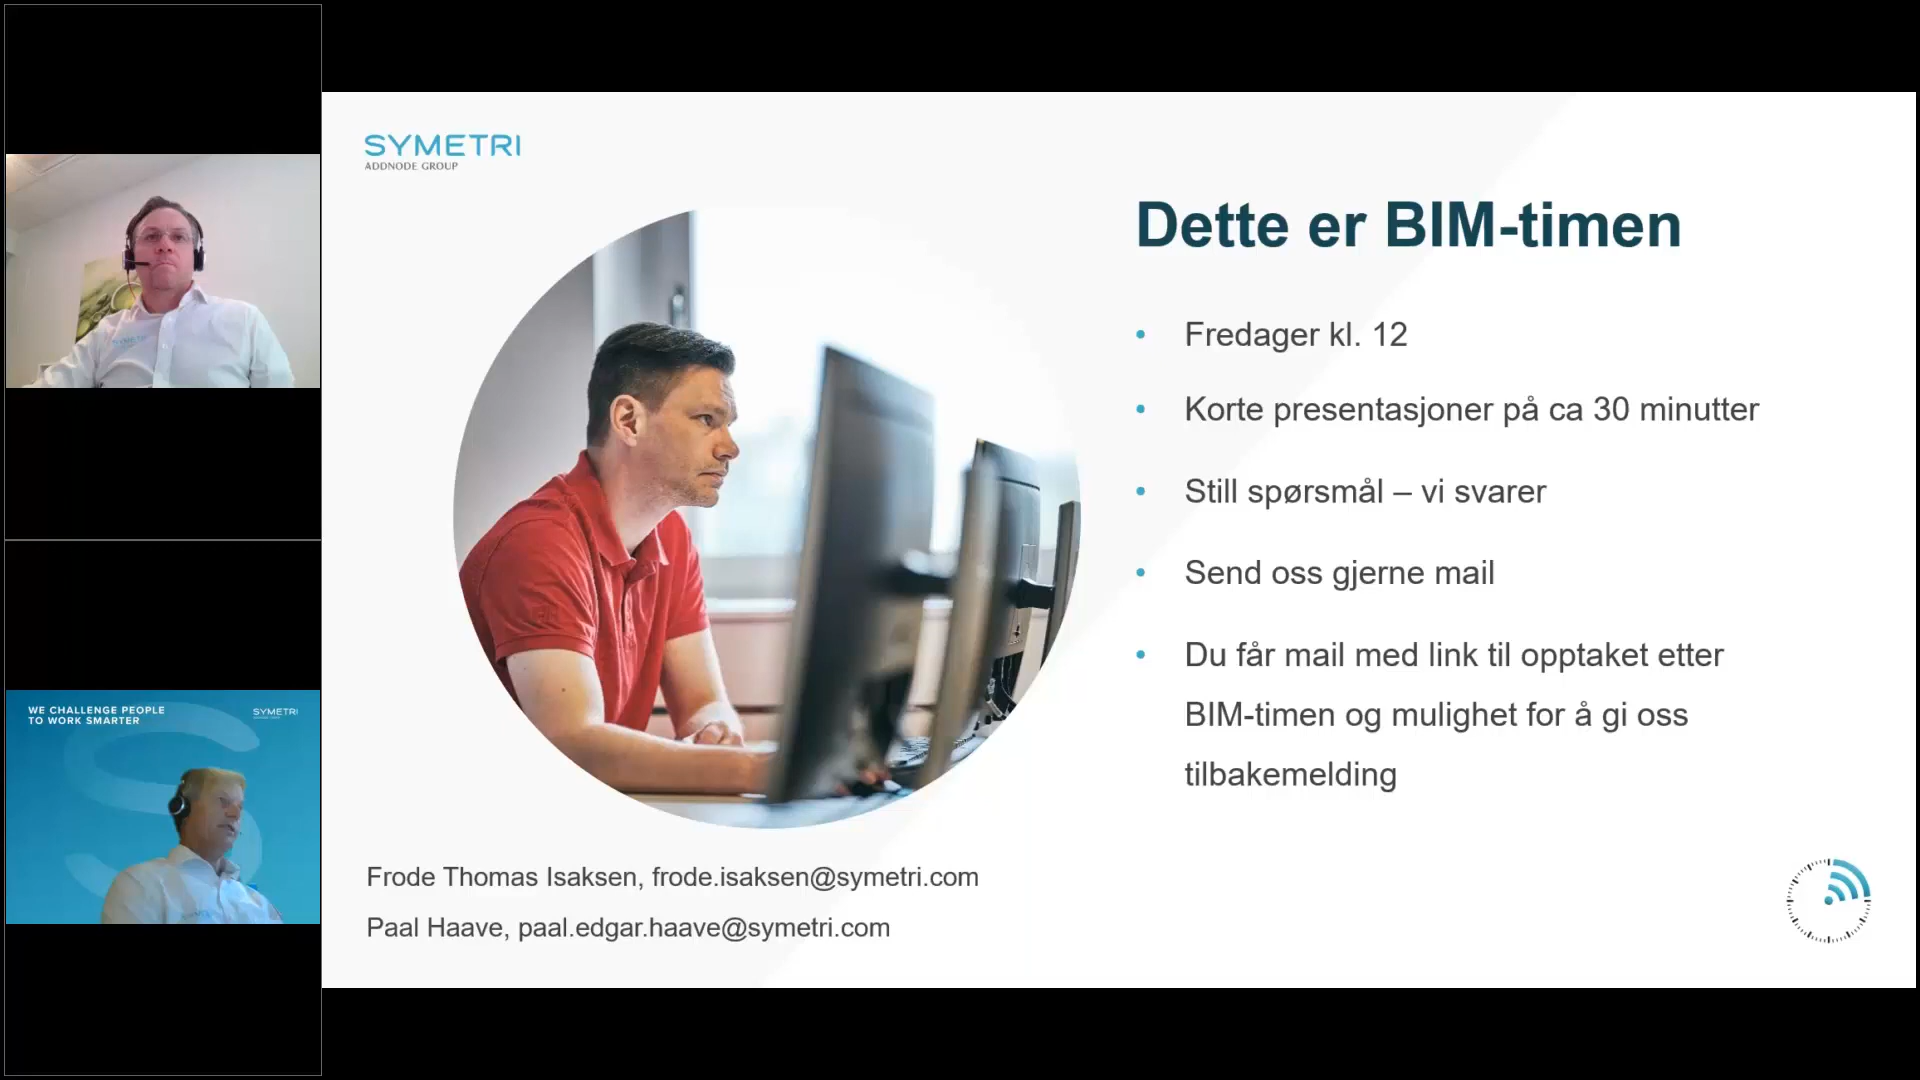 SYMETRI
ADDNODE GROUP
Dette er BIM-timen
• Fredager kl. 12
• Korte presentasjoner på ca 30 minutter
• Still spørsmål – vi svarer
• Send oss gjerne mail
• Du får mail med link til opptaket etter
BIM-timen og mulighet for å gi oss
tilbakemelding
Frode Thomas Isaksen, frode.isaksen@symetri.com
Paal Haave, paal.edgar.haave@symetri.com
WE CHALLENGE PEOPLE
TO WORK SMARTER
SYMETRI